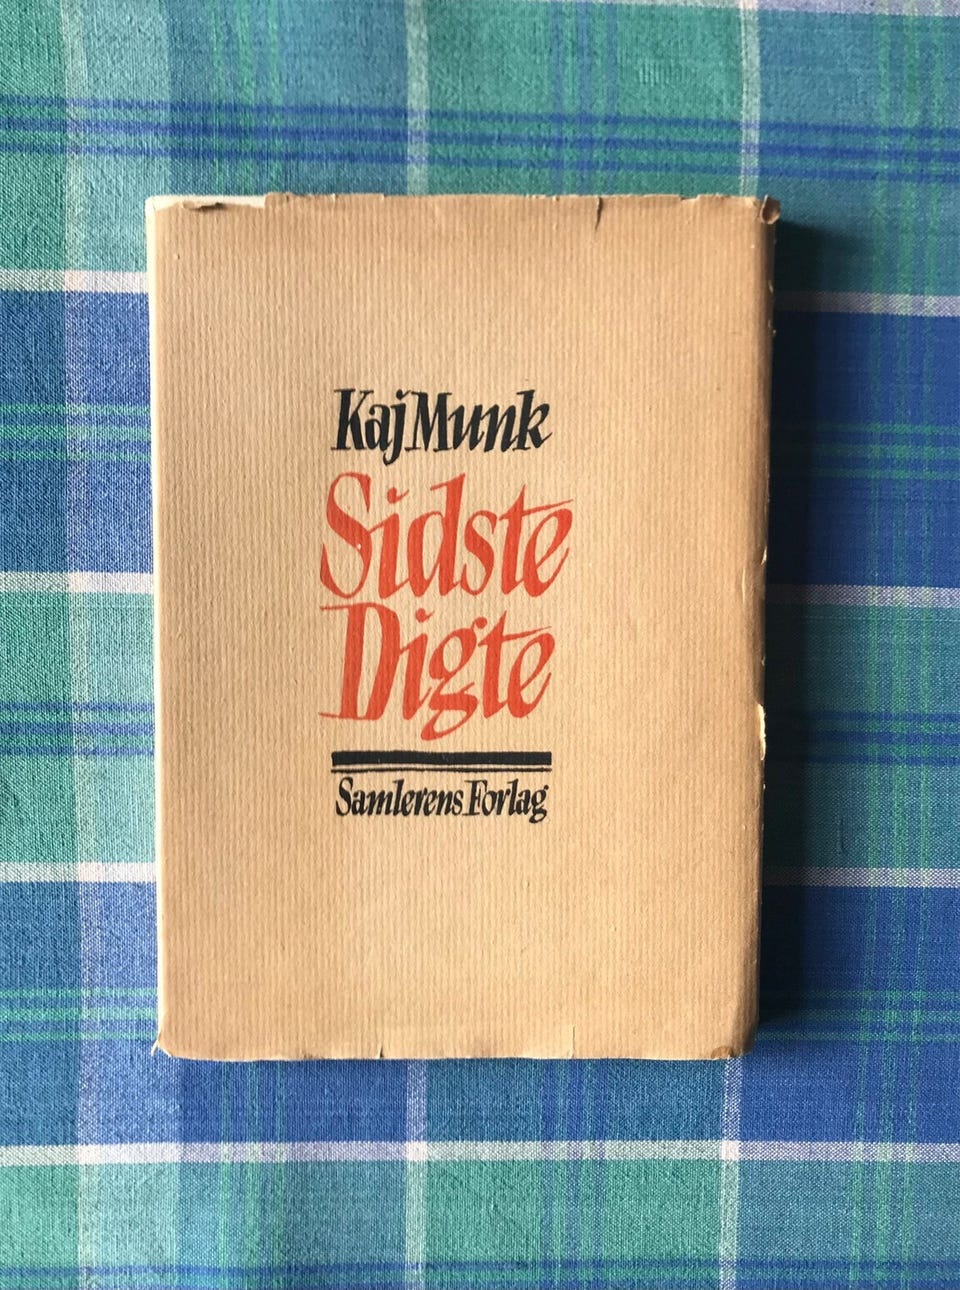 Kaj Munk
Sidste
Digte
Samlerens Forlag